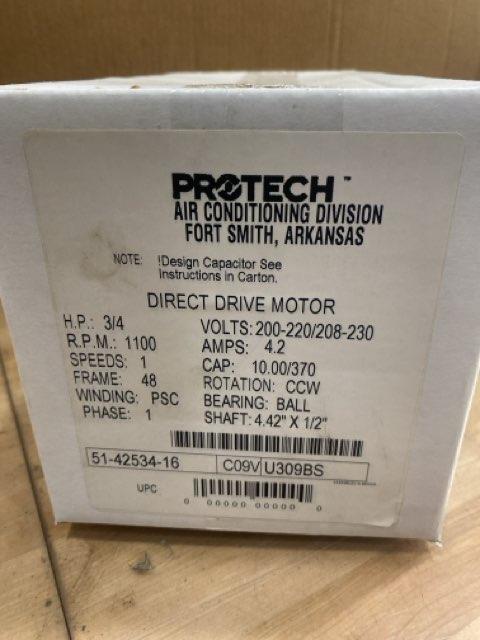 PROTECH™
AIR CONDITIONING DIVISION
FORT SMITH, ARKANSAS
NOTE: !Design Capacitor See
Instructions in Carton.
DIRECT DRIVE MOTOR
H.P.: 3/4
R.P.M.: 1100
SPEEDS: 1
FRAME: 48
WINDING: PSC
PHASE: 1
VOLTS: 200-220/208-230
AMPS: 4.2
CAP: 10.00/370
ROTATION: CCW
BEARING: BALL
SHAFT: 4.42" X 1/2"
51-42534-16 C09V U309BS
UPC
0 00000 00000 0